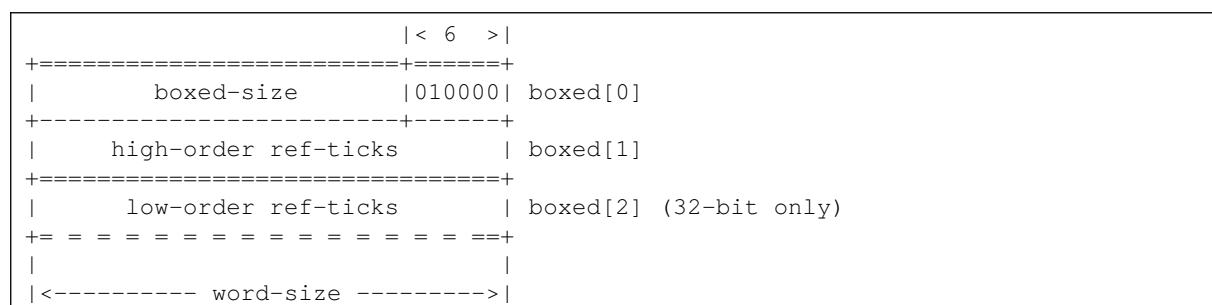 |< 6  >|
+=========================+======+
|        boxed-size       |010000| boxed[0]
+-------------------------+------+
|     high-order ref-ticks       | boxed[1]
+================================+
|      low-order ref-ticks       | boxed[2] (32-bit only)
+= = = = = = = = = = = = = = = ==+
|                                |
|<---------- word-size --------->|